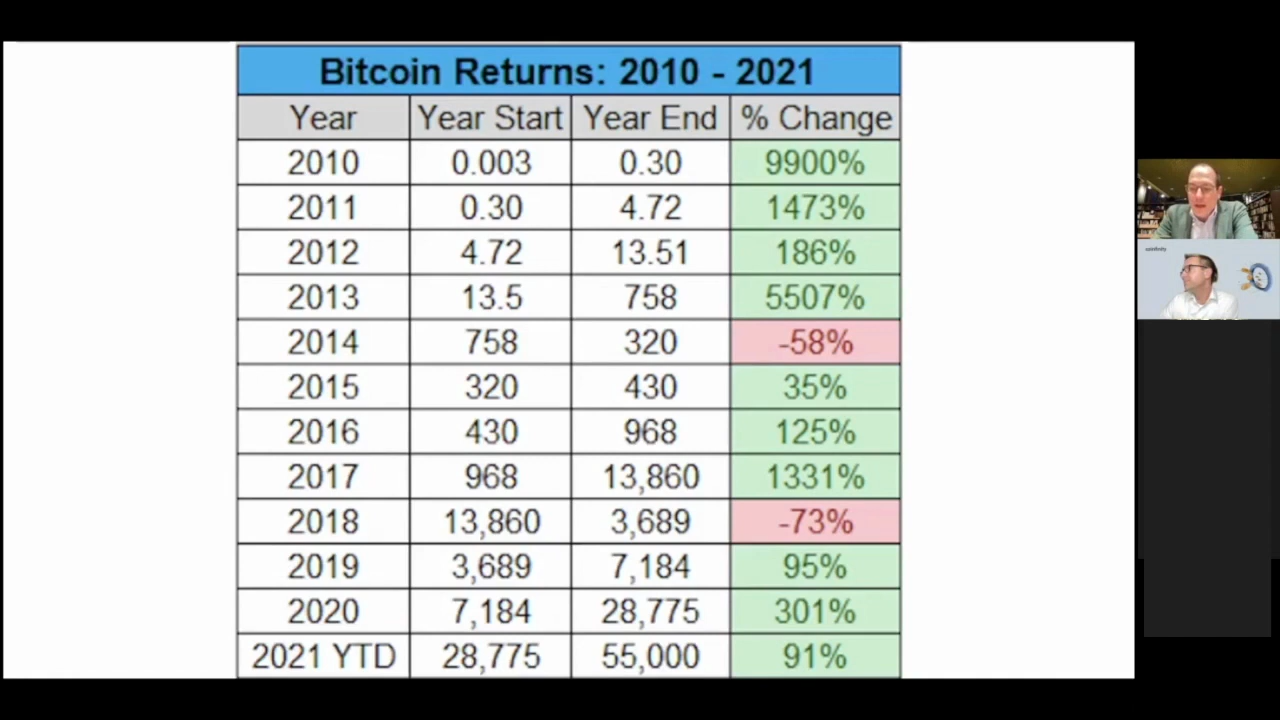 Bitcoin Returns: 2010 - 2021
Year Year Start Year End % Change
2010 0.003 0.30 9900%
2011 0.30 4.72 1473%
2012 4.72 13.51 186%
2013 13.5 758 5507%
2014 758 320 -58%
2015 320 430 35%
2016 430 968 125%
2017 968 13,860 1331%
2018 13,860 3,689 -73%
2019 3,689 7,184 95%
2020 7,184 28,775 301%
2021 YTD 28,775 55,000 91%